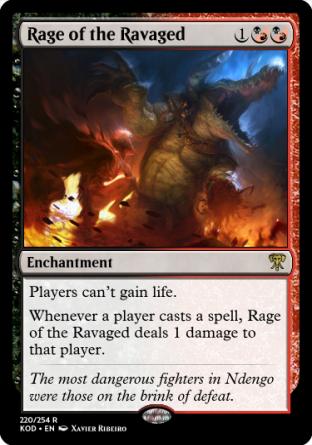 Rage of the Ravaged 1
Enchantment
Players can't gain life.
Whenever a player casts a spell, Rage
of the Ravaged deals 1 damage to
that player.
The most dangerous fighters in Ndengo
were those on the brink of defeat.
220/254 R
KOD • EN Xavier Ribeiro